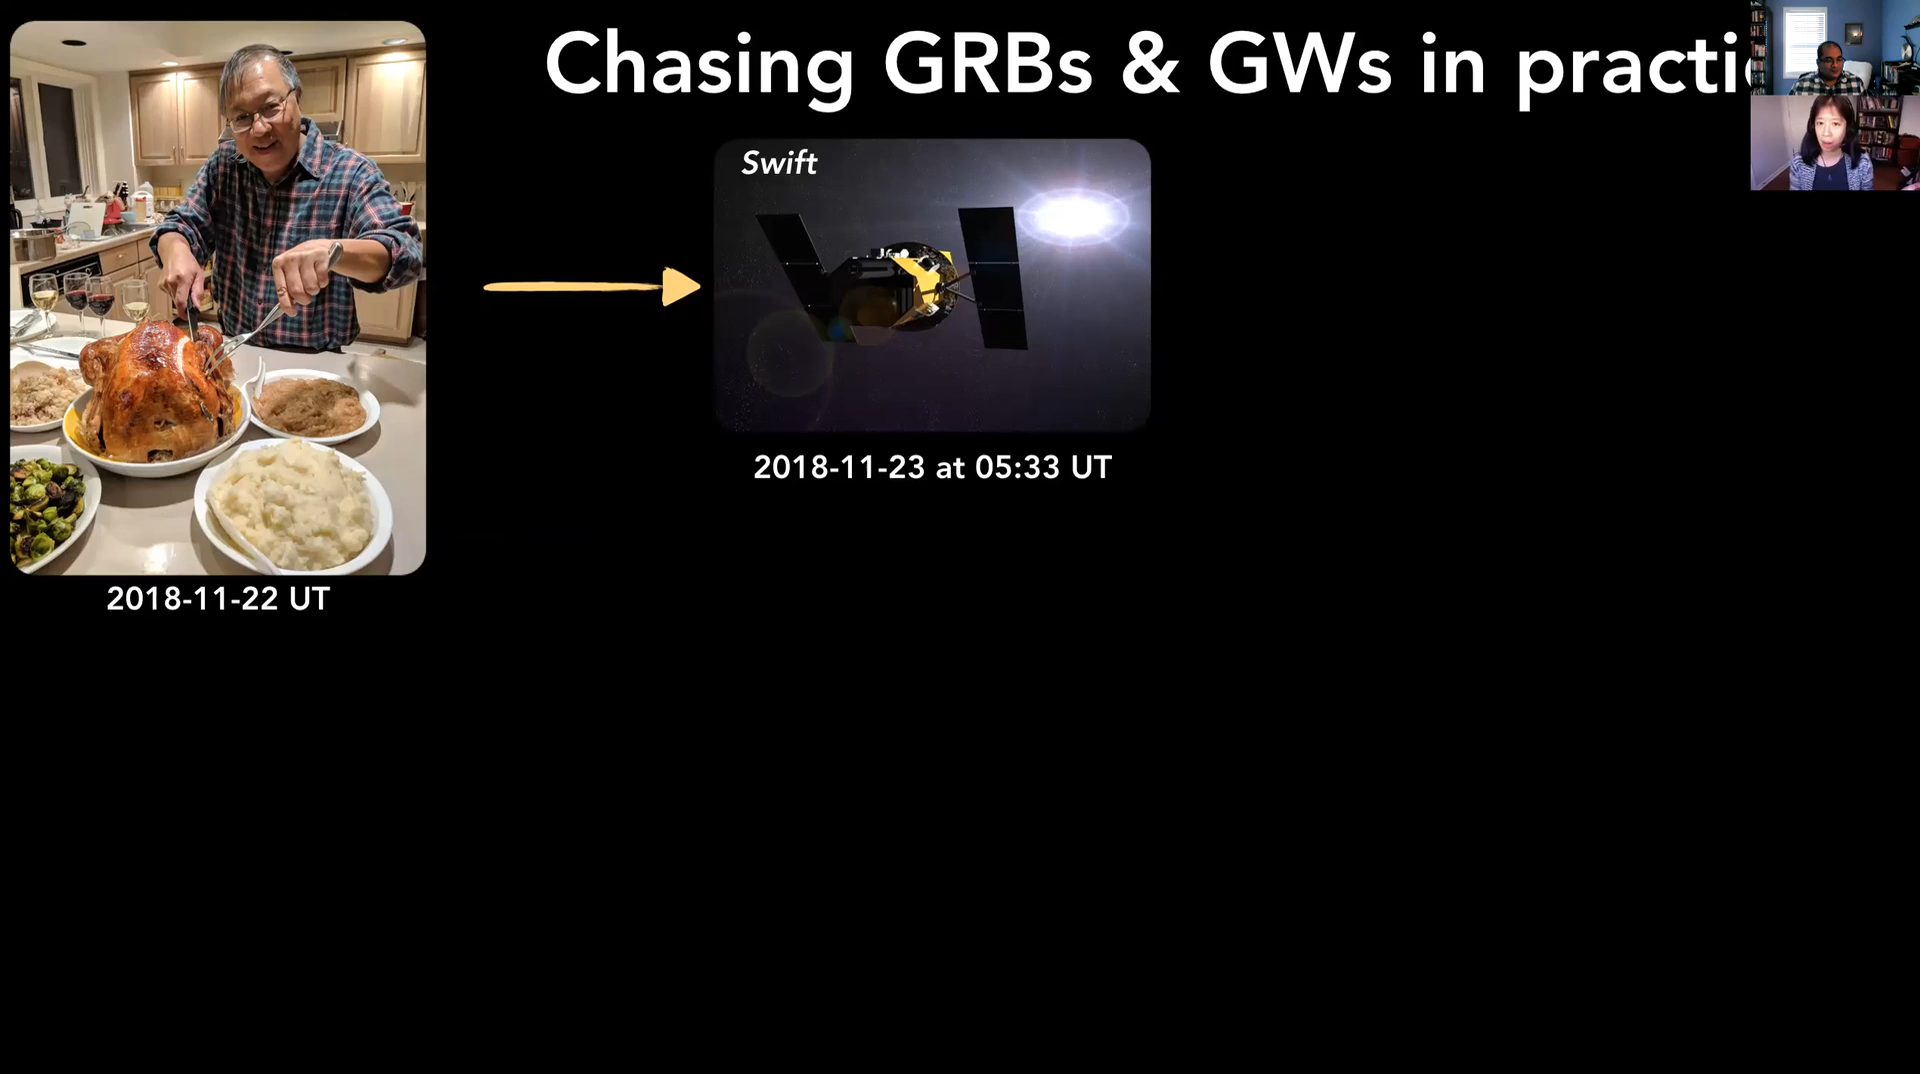 Chasing GRBs & GWs in practi
Swift
2018-11-23 at 05:33 UT
2018-11-22 UT